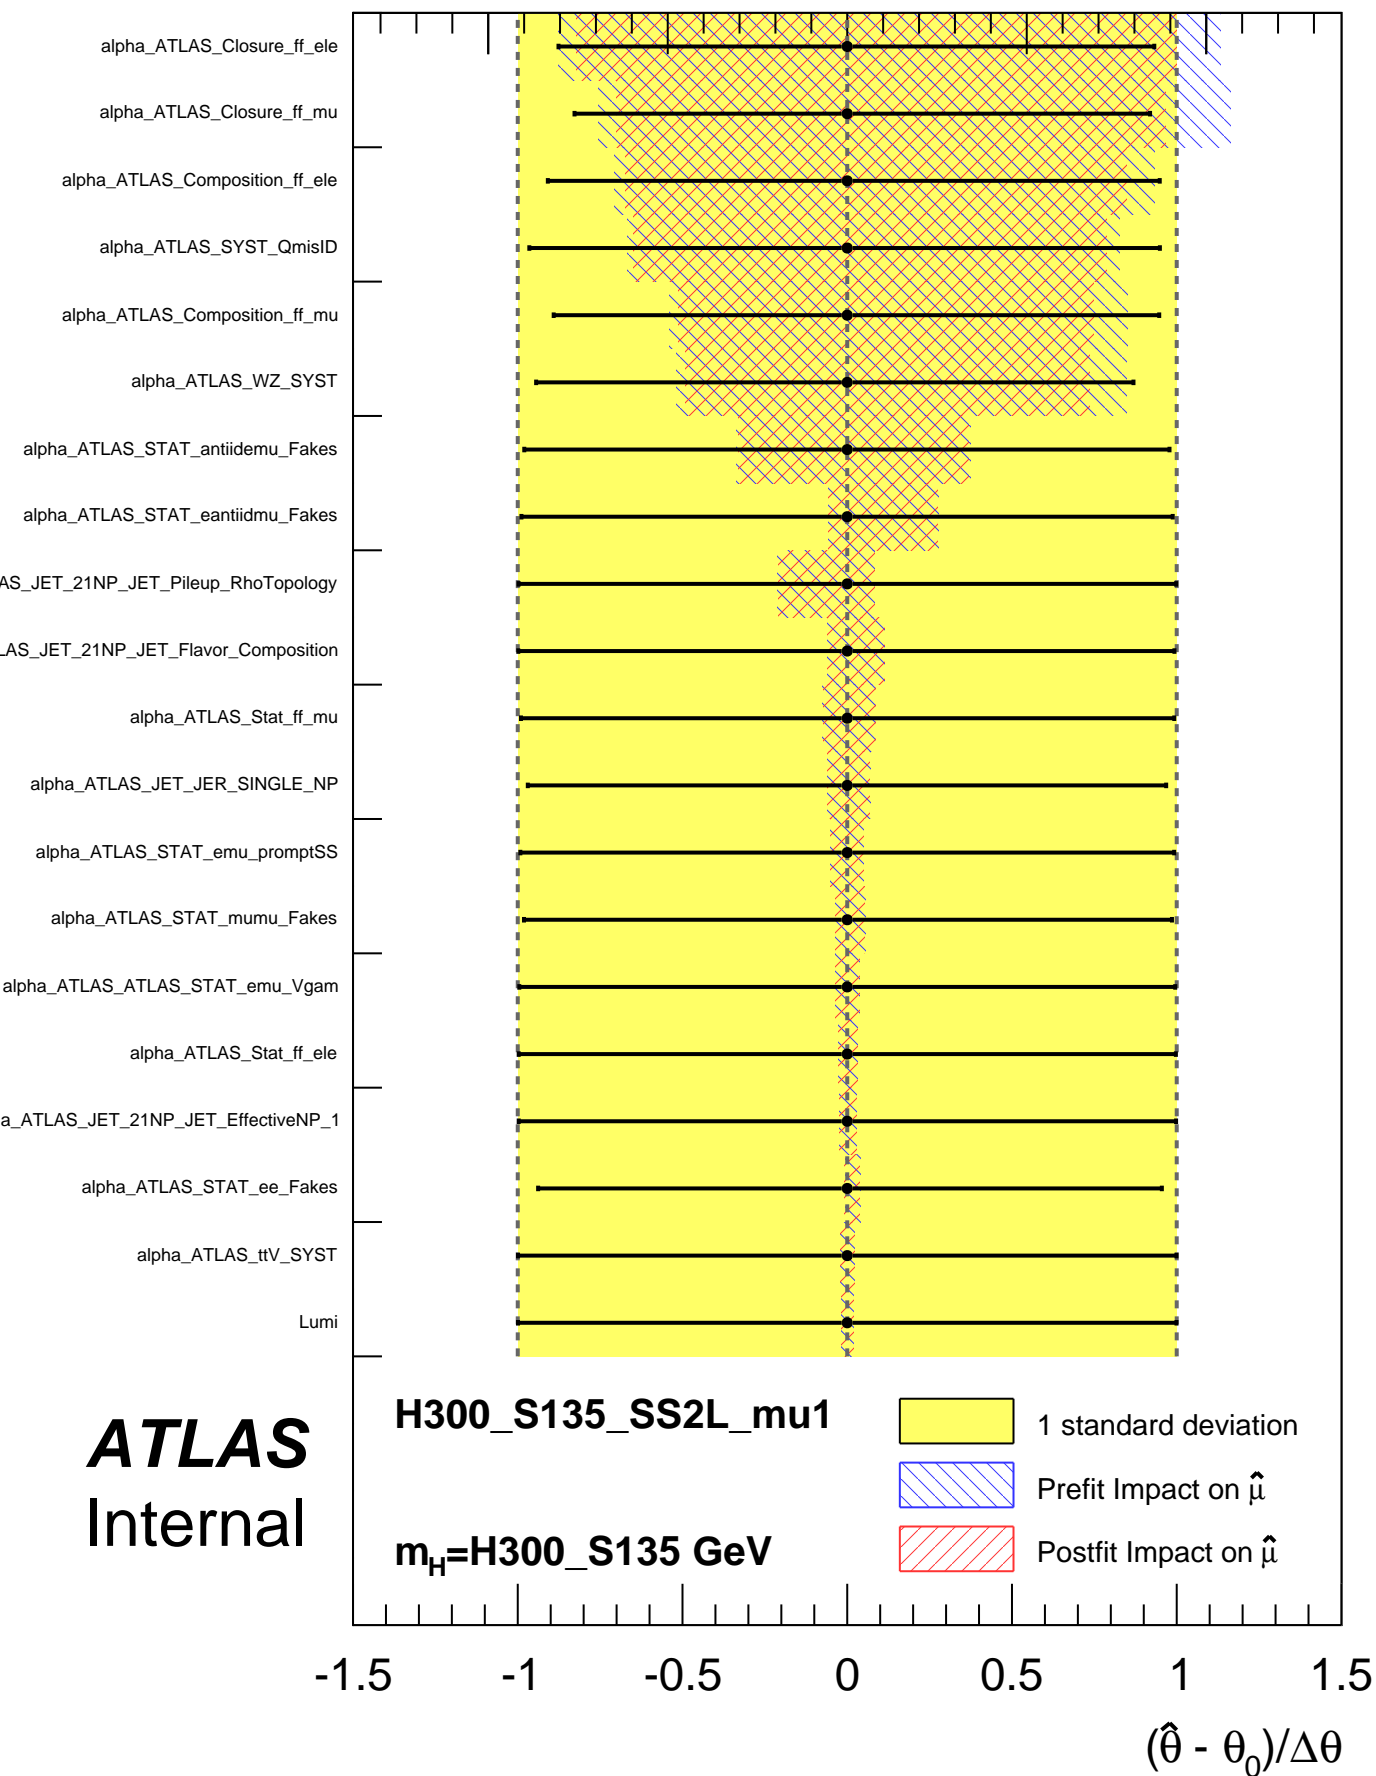 alpha_ATLAS_Closure_ff_ele
alpha_ATLAS_Closure_ff_mu
alpha_ATLAS_Composition_ff_ele
alpha_ATLAS_SYST_QmisID
alpha_ATLAS_Composition_ff_mu
alpha_ATLAS_WZ_SYST
alpha_ATLAS_STAT_antiidemu_Fakes
alpha_ATLAS_STAT_eantiidmu_Fakes
AS_JET_21NP_JET_Pileup_RhoTopology
LAS_JET_21NP_JET_Flavor_Composition
alpha_ATLAS_Stat_ff_mu
alpha_ATLAS_JET_JER_SINGLE_NP
alpha_ATLAS_STAT_emu_promptSS
alpha_ATLAS_STAT_mumu_Fakes
alpha_ATLAS_ATLAS_STAT_emu_Vgam
alpha_ATLAS_Stat_ff_ele
a_ATLAS_JET_21NP_JET_EffectiveNP_1
alpha_ATLAS_STAT_ee_Fakes
alpha_ATLAS_ttV_SYST
Lumi
ATLAS
Internal
H300_S135_SS2L_mu1
m_H=H300_S135 GeV
1 standard deviation
Prefit Impact on μ̂
Postfit Impact on μ̂
-1.5 -1 -0.5 0 0.5 1 1.5
(θ̂ - θ₀)/Δθ